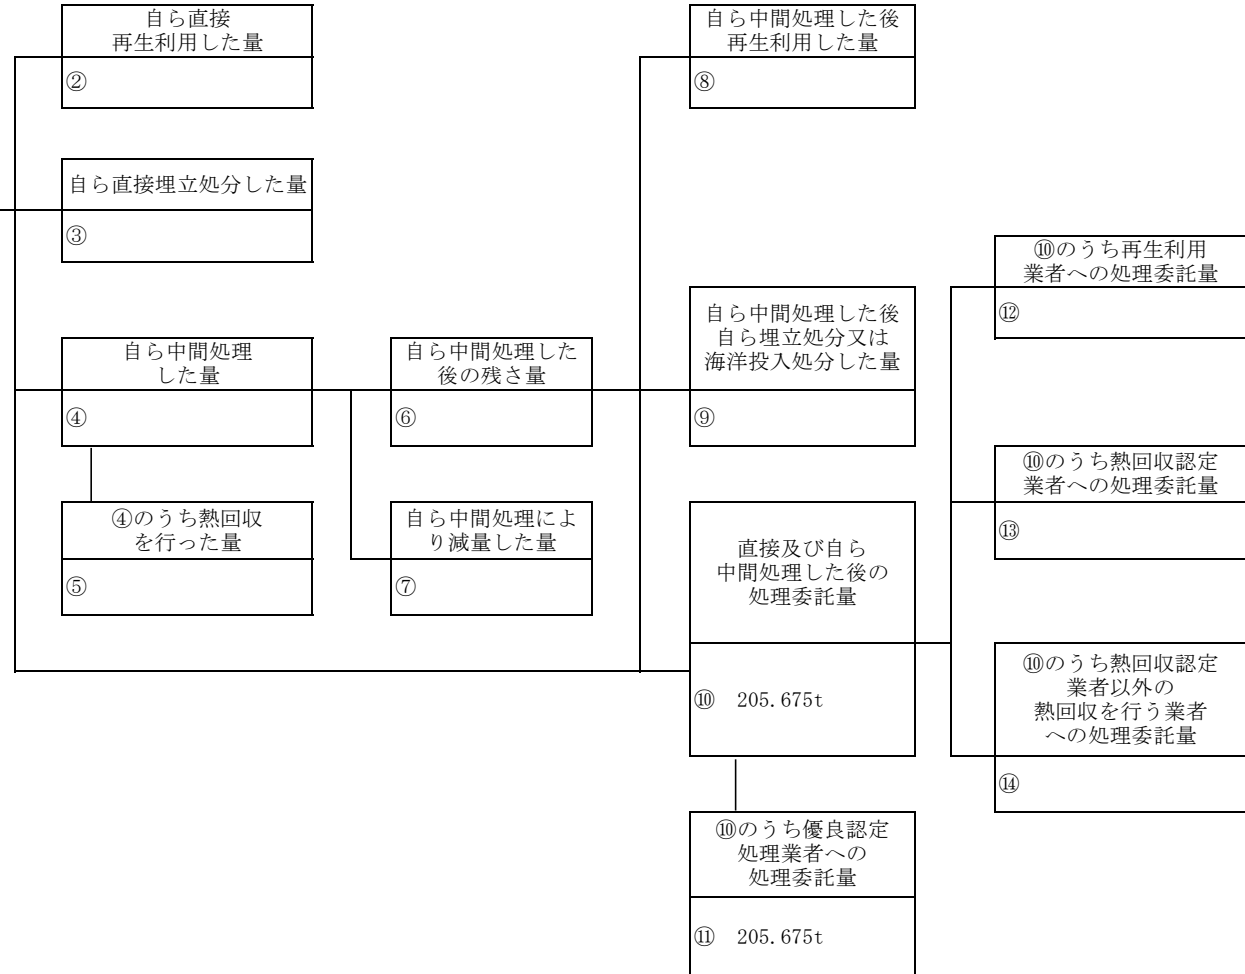 自ら直接
再生利用した量
②
自ら中間処理した後
再生利用した量
⑧
自ら直接埋立処分した量
③
⑩のうち再生利用
業者への処理委託量
⑫
自ら中間処理した後
自ら埋立処分又は
海洋投入処分した量
⑨
自ら中間処理
した量
④
自ら中間処理した
後の残さ量
⑥
⑩のうち熱回収認定
業者への処理委託量
⑬
④のうち熱回収
を行った量
⑤
自ら中間処理によ
り減量した量
⑦
直接及び自ら
中間処理した後の
処理委託量
⑩ 205.675t
⑩のうち熱回収認定
業者以外の
熱回収を行う業者
への処理委託量
⑭
⑩のうち優良認定
処理業者への
処理委託量
⑪ 205.675t